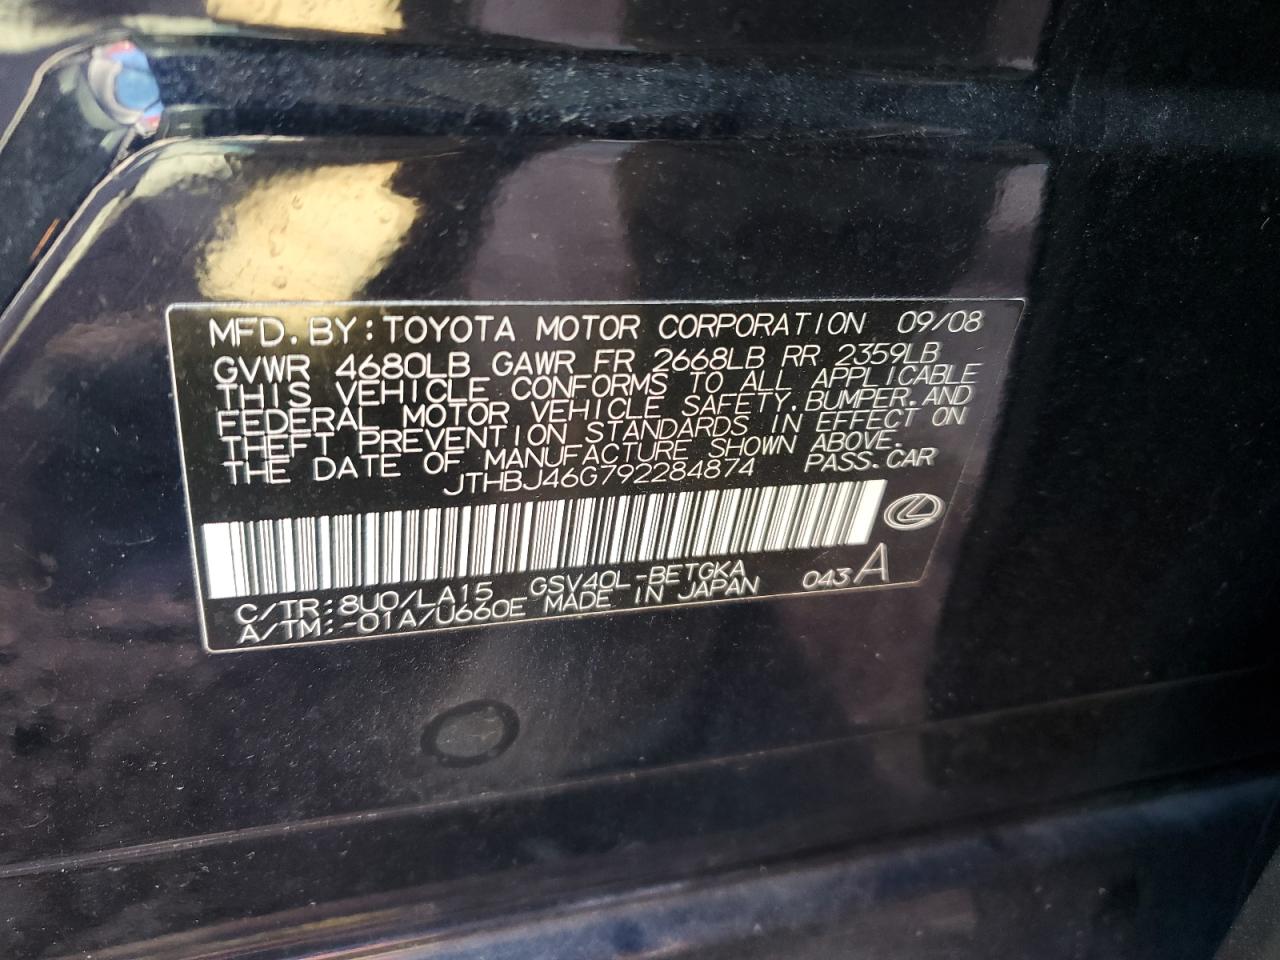 MFD. BY: TOYOTA MOTOR CORPORATION 09/08
GVWR 4680LB GAWR FR 2668LB RR 2359LB
THIS VEHICLE CONFORMS TO ALL APPLICABLE
FEDERAL MOTOR VEHICLE SAFETY, BUMPER, AND
THEFT PREVENTION STANDARDS IN EFFECT ON
THE DATE OF MANUFACTURE SHOWN ABOVE.
JTHBJ46G792284874 PASS. CAR
C/TR: 8U0/LA15 GSV40L-BETGKA 043A
A/TM: -01A/U660E MADE IN JAPAN